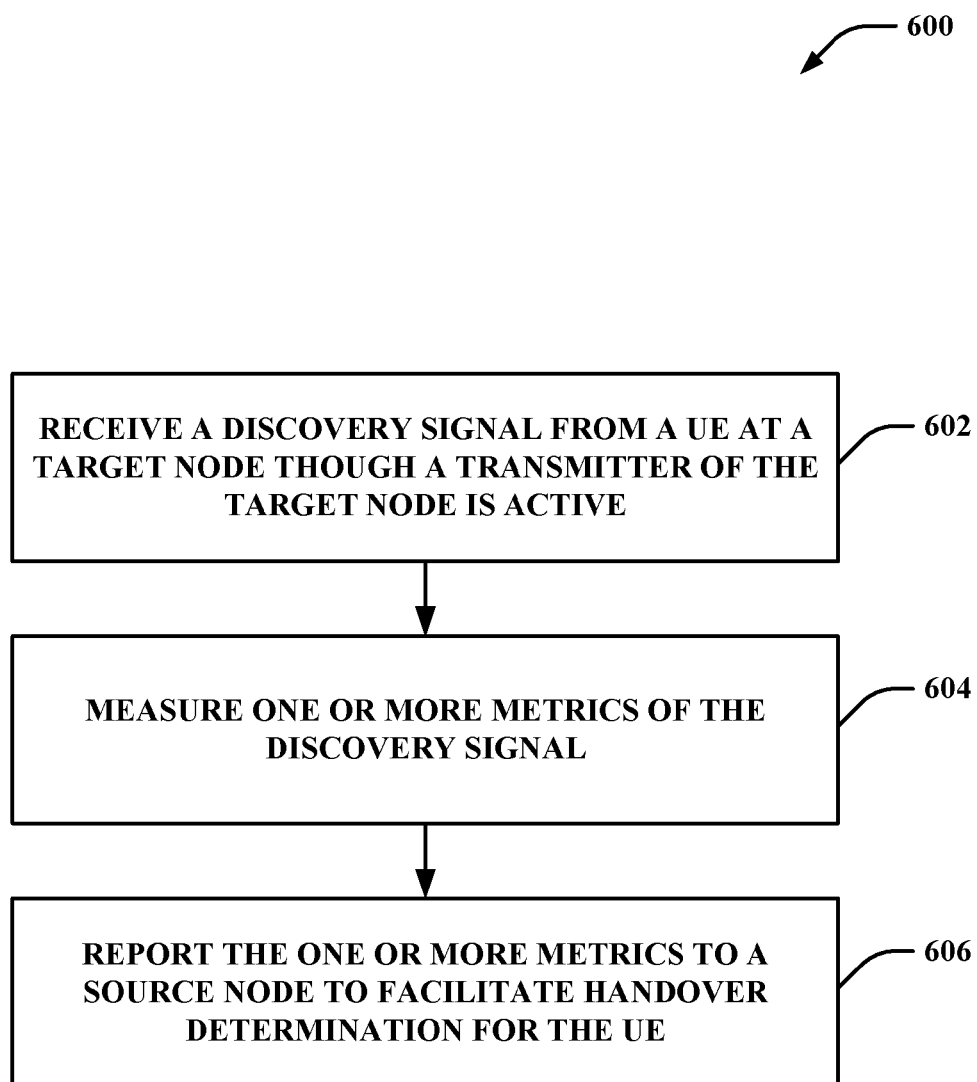 600
RECEIVE A DISCOVERY SIGNAL FROM A UE AT A
TARGET NODE THOUGH A TRANSMITTER OF THE
TARGET NODE IS ACTIVE
602
MEASURE ONE OR MORE METRICS OF THE
DISCOVERY SIGNAL
604
REPORT THE ONE OR MORE METRICS TO A
SOURCE NODE TO FACILITATE HANDOVER
DETERMINATION FOR THE UE
606